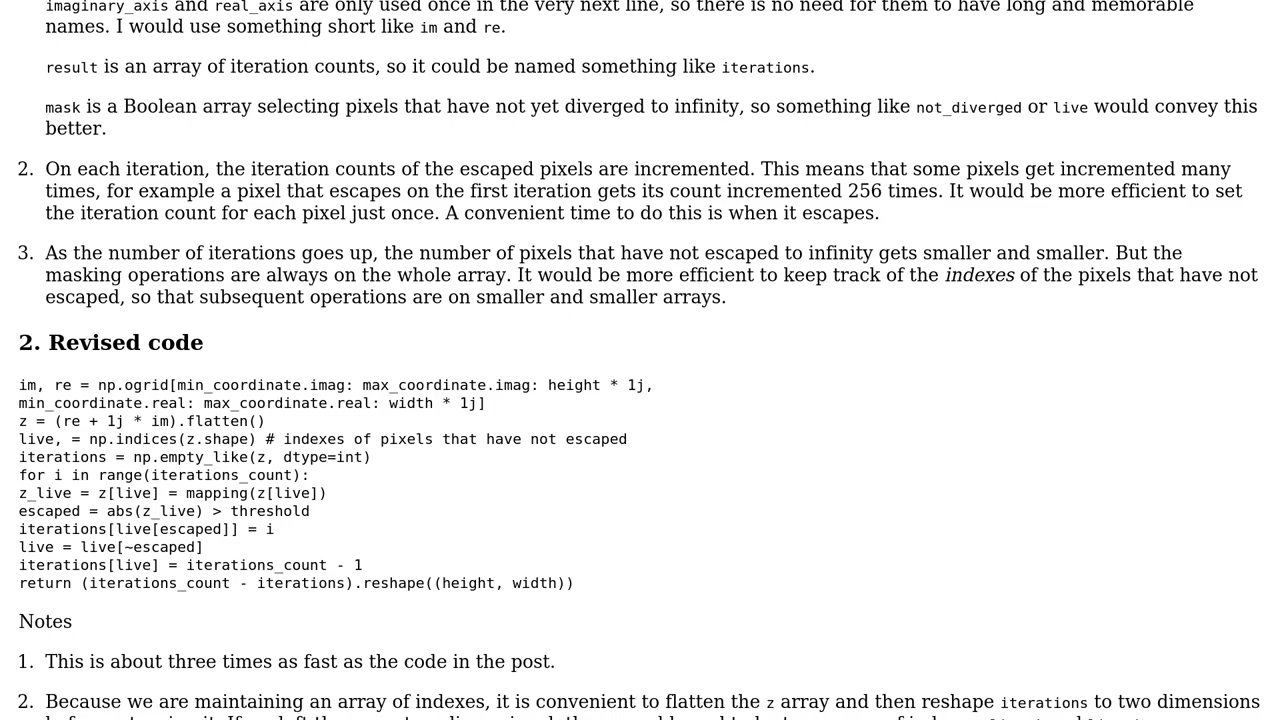 imaginary_axis and real_axis are only used once in the very next line, so there is no need for them to have long and memorable
names. I would use something short like im and re.
result is an array of iteration counts, so it could be named something like iterations.
mask is a Boolean array selecting pixels that have not yet diverged to infinity, so something like not_diverged or live would convey this
better.
2. On each iteration, the iteration counts of the escaped pixels are incremented. This means that some pixels get incremented many
times, for example a pixel that escapes on the first iteration gets its count incremented 256 times. It would be more efficient to set
the iteration count for each pixel just once. A convenient time to do this is when it escapes.
3. As the number of iterations goes up, the number of pixels that have not escaped to infinity gets smaller and smaller. But the
masking operations are always on the whole array. It would be more efficient to keep track of the indexes of the pixels that have not
escaped, so that subsequent operations are on smaller and smaller arrays.
2. Revised code
im, re = np.ogrid[min_coordinate.imag: max_coordinate.imag: height * 1j,
min_coordinate.real: max_coordinate.real: width * 1j]
z = (re + 1j * im).flatten()
live, = np.indices(z.shape) # indexes of pixels that have not escaped
iterations = np.empty_like(z, dtype=int)
for i in range(iterations_count):
z_live = z[live] = mapping(z[live])
escaped = abs(z_live) > threshold
iterations[live[escaped]] = i
live = live[~escaped]
iterations[live] = iterations_count - 1
return (iterations_count - iterations).reshape((height, width))
Notes
1. This is about three times as fast as the code in the post.
2. Because we are maintaining an array of indexes, it is convenient to flatten the z array and then reshape iterations to two dimensions